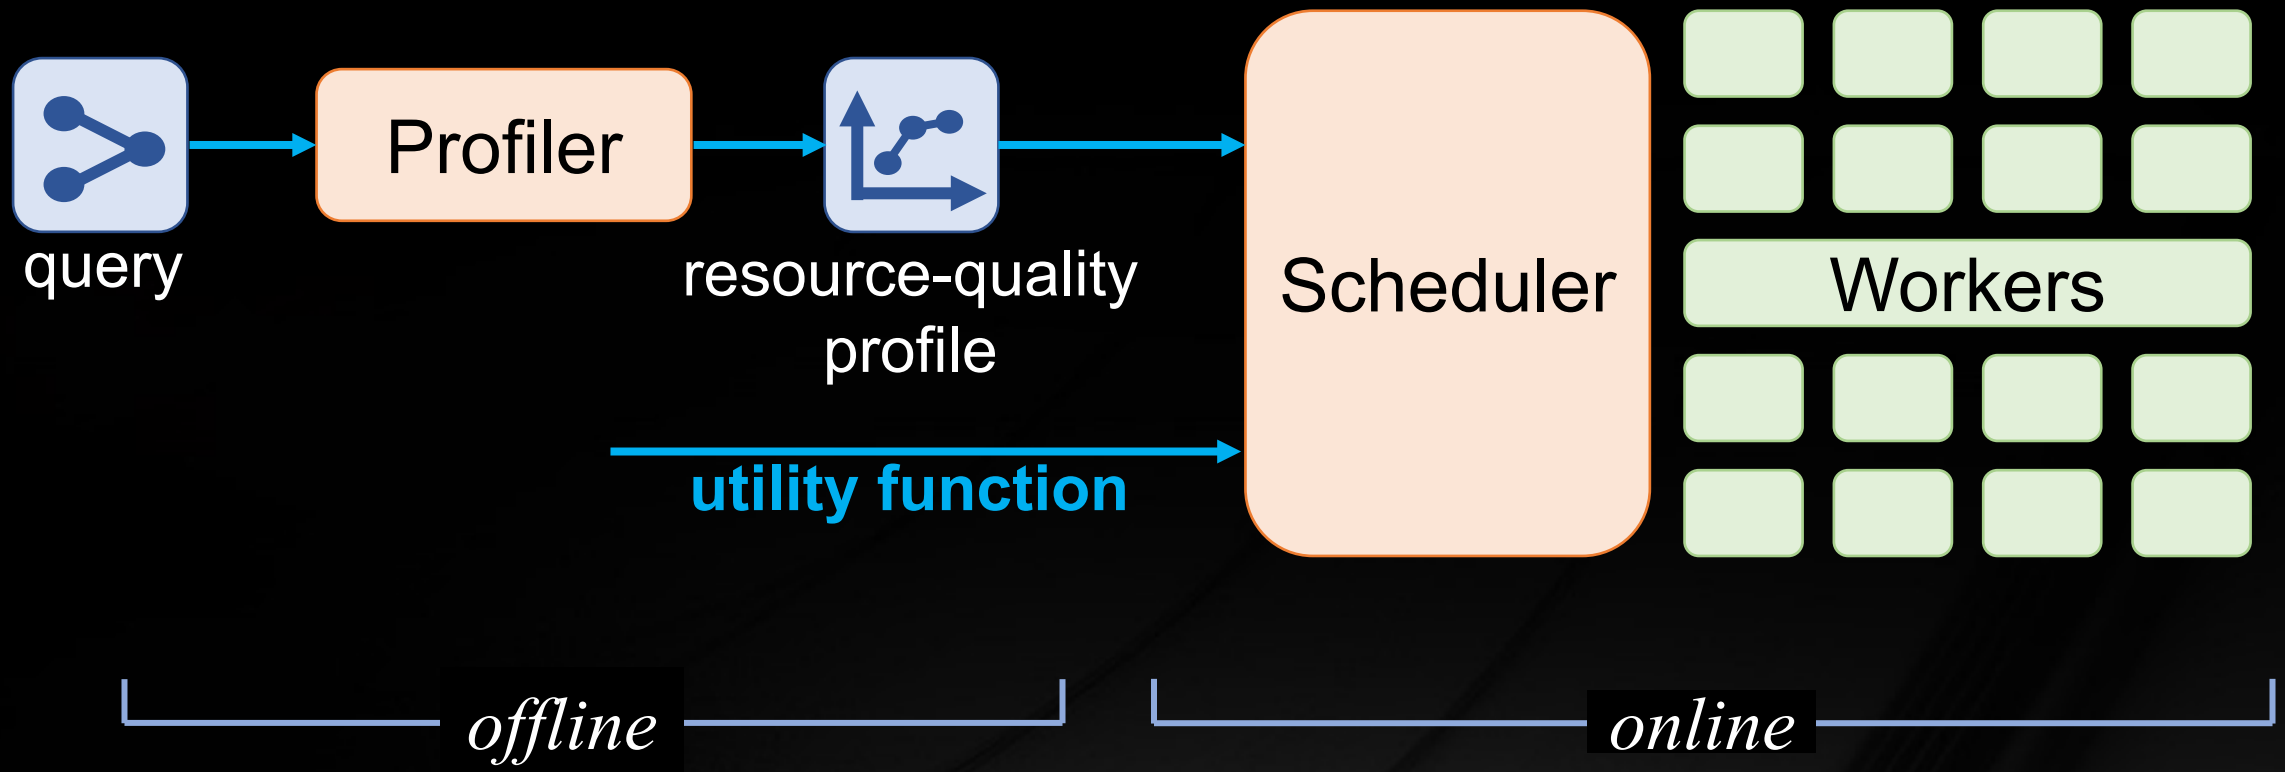 query
Profiler
resource-quality
profile
utility function
Scheduler
Workers
offline
online